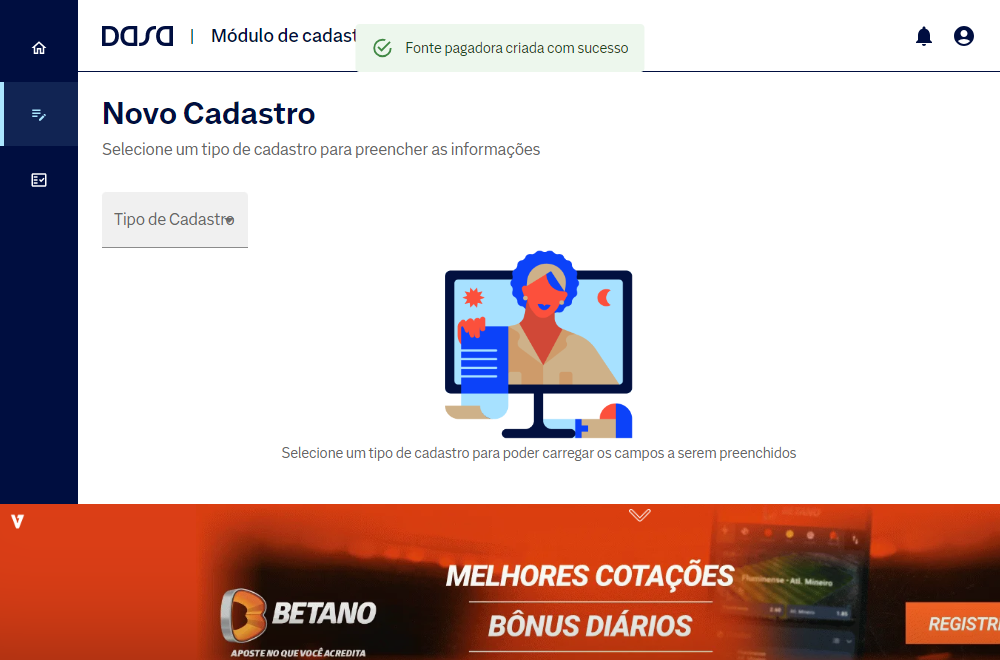 Dasa | Módulo de cadast
Fonte pagadora criada com sucesso
Novo Cadastro
Selecione um tipo de cadastro para preencher as informações
Tipo de Cadastro
Selecione um tipo de cadastro para poder carregar os campos a serem preenchidos
V
BETANO
MELHORES COTAÇÕES
Fluminense - Atl. Mineiro
BÔNUS DIÁRIOS
REGISTR
BETANO
APOSTE NO QUE VOCÊ ACREDITA